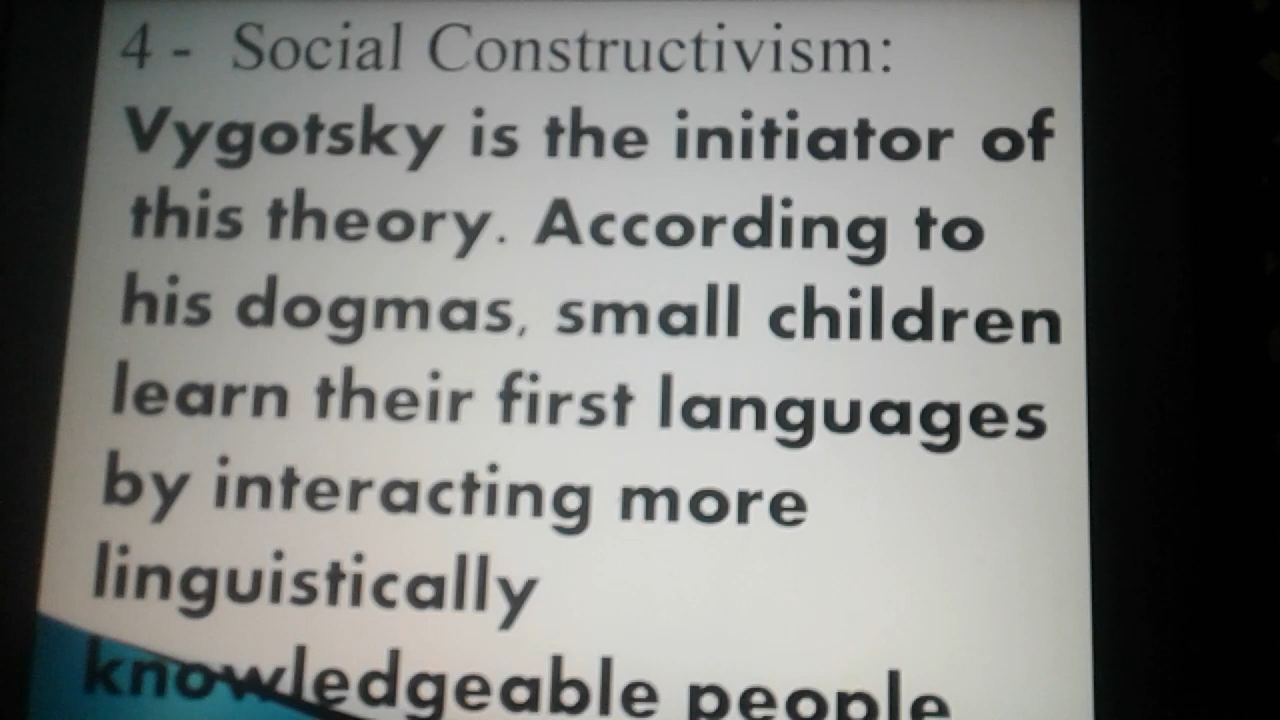 4 - Social Constructivism:
Vygotsky is the initiator of
this theory. According to
his dogmas, small children
learn their first languages
by interacting more
linguistically
knowledgeable people